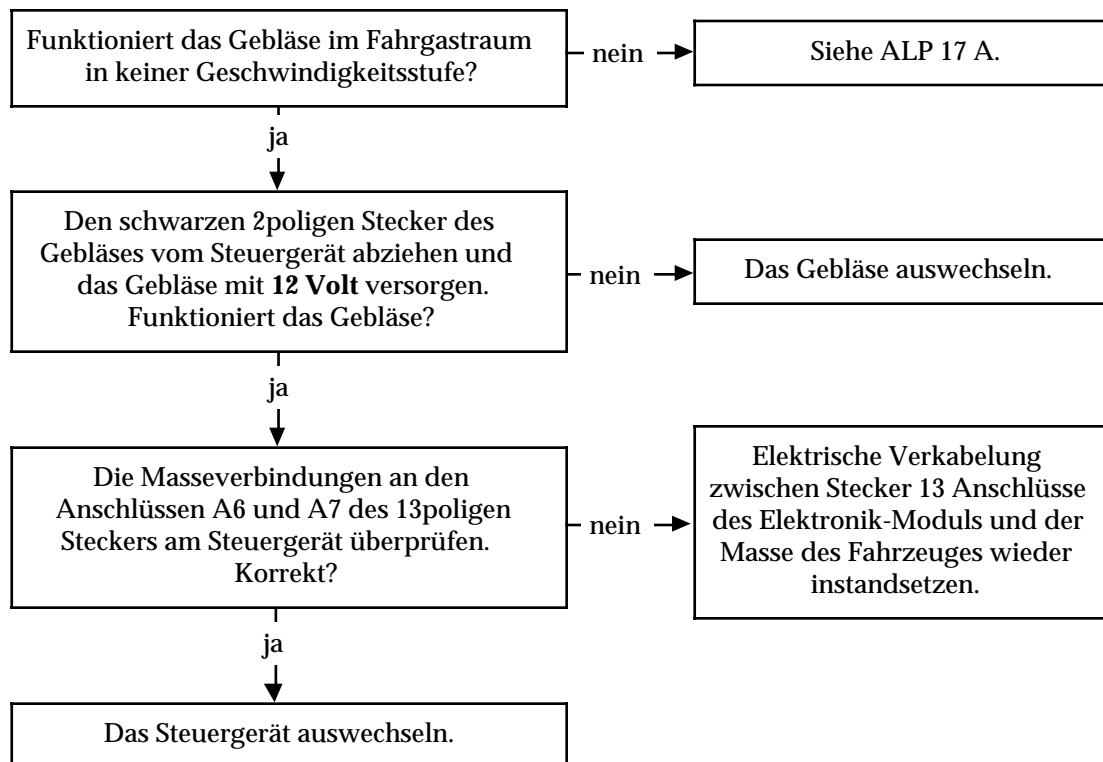 Funktioniert das Gebläse im Fahrgastraum
in keiner Geschwindigkeitsstufe?
nein
Siehe ALP 17 A.
ja
Den schwarzen 2poligen Stecker des
Gebläses vom Steuergerät abziehen und
das Gebläse mit 12 Volt versorgen.
Funktioniert das Gebläse?
nein
Das Gebläse auswechseln.
ja
Die Masseverbindungen an den
Anschlüssen A6 und A7 des 13poligen
Steckers am Steuergerät überprüfen.
Korrekt?
nein
Elektrische Verkabelung
zwischen Stecker 13 Anschlüsse
des Elektronik-Moduls und der
Masse des Fahrzeuges wieder
instandsetzen.
ja
Das Steuergerät auswechseln.